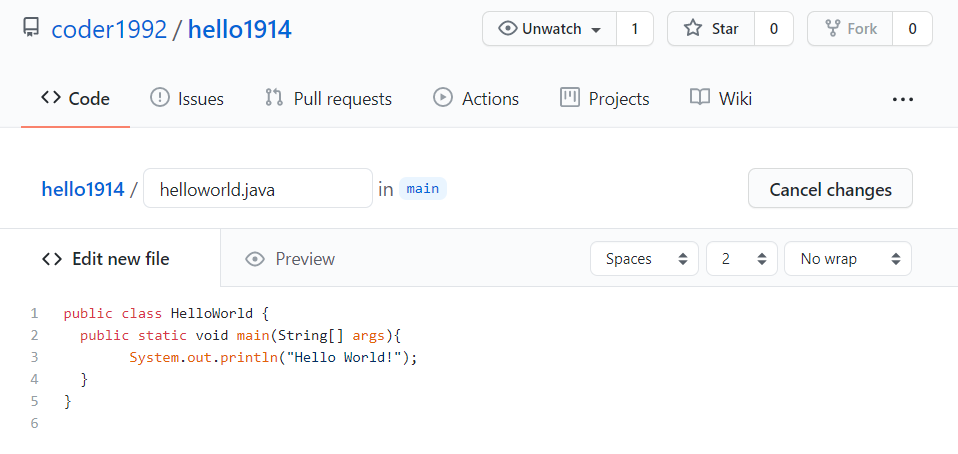 coder1992 / hello1914 Unwatch 1 Star 0 Fork 0
Code Issues Pull requests Actions Projects Wiki ...
hello1914 / helloworld.java in main Cancel changes
Edit new file Preview Spaces 2 No wrap
1 public class HelloWorld {
2 public static void main(String[] args){
3 System.out.println("Hello World!");
4 }
5 }
6